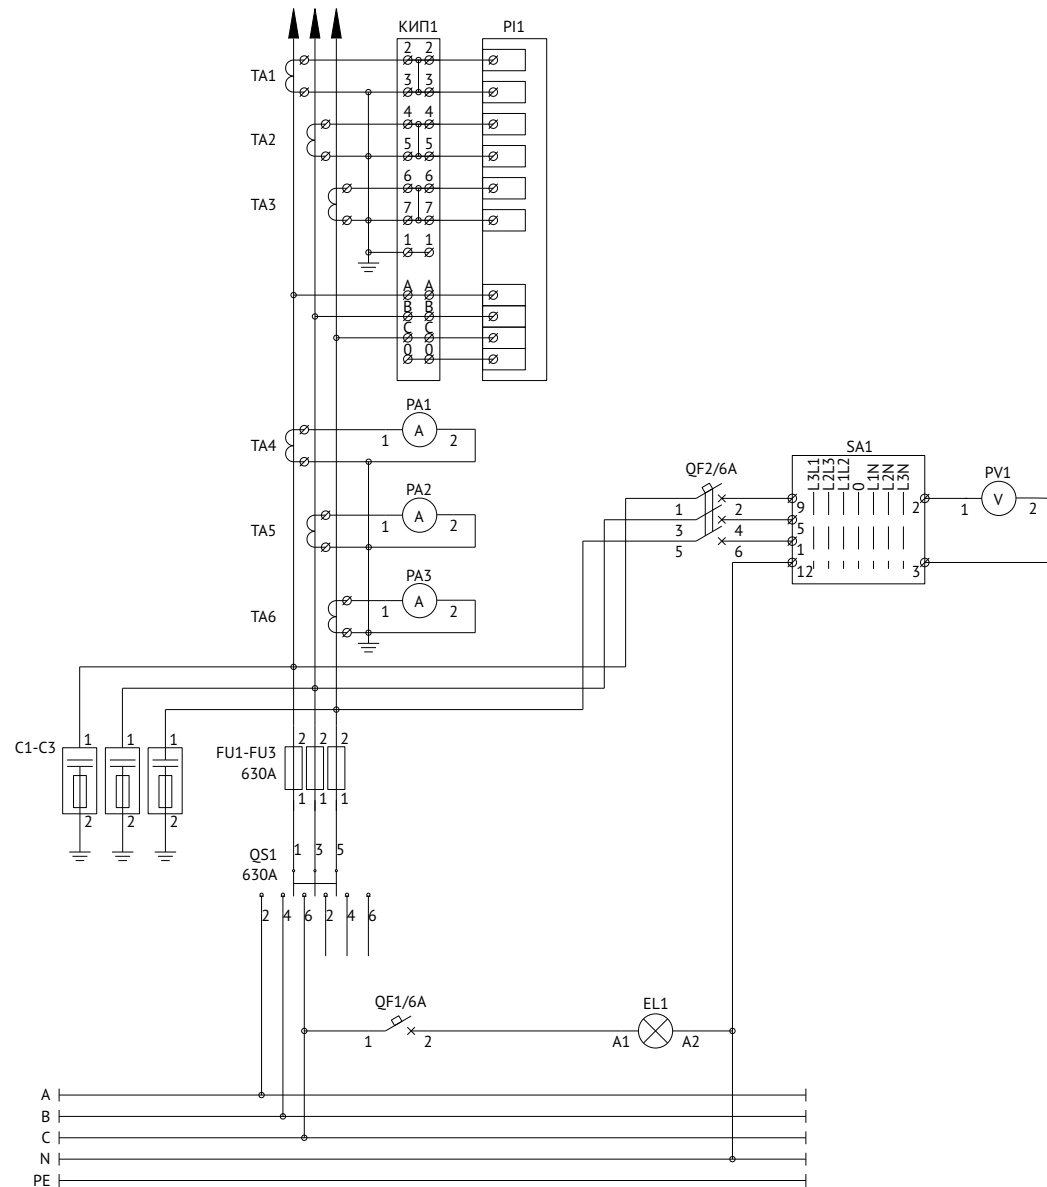 КИП1
PI1
2 2
TA1
3 3
4 4
TA2
5 5
6 6
TA3
7 7
1 1
A A
B B
C C
0 0
PA1
A
1 2
TA4
SA1
L3L1
L2L3
L1L2
0
L1N
L2N
L3N
QF2/6A
PV1
V
1 2
9 2
5
1
12 3
1 2
3 4
5 6
PA2
A
1 2
TA5
PA3
A
1 2
TA6
C1-C3
1 1 1
2 2 2
FU1-FU3
630A
2 2 2
1 1 1
QS1
630A
1 3 5
2 4 6 2 4 6
QF1/6A
1 2
EL1
A1 A2
A
B
C
N
PE